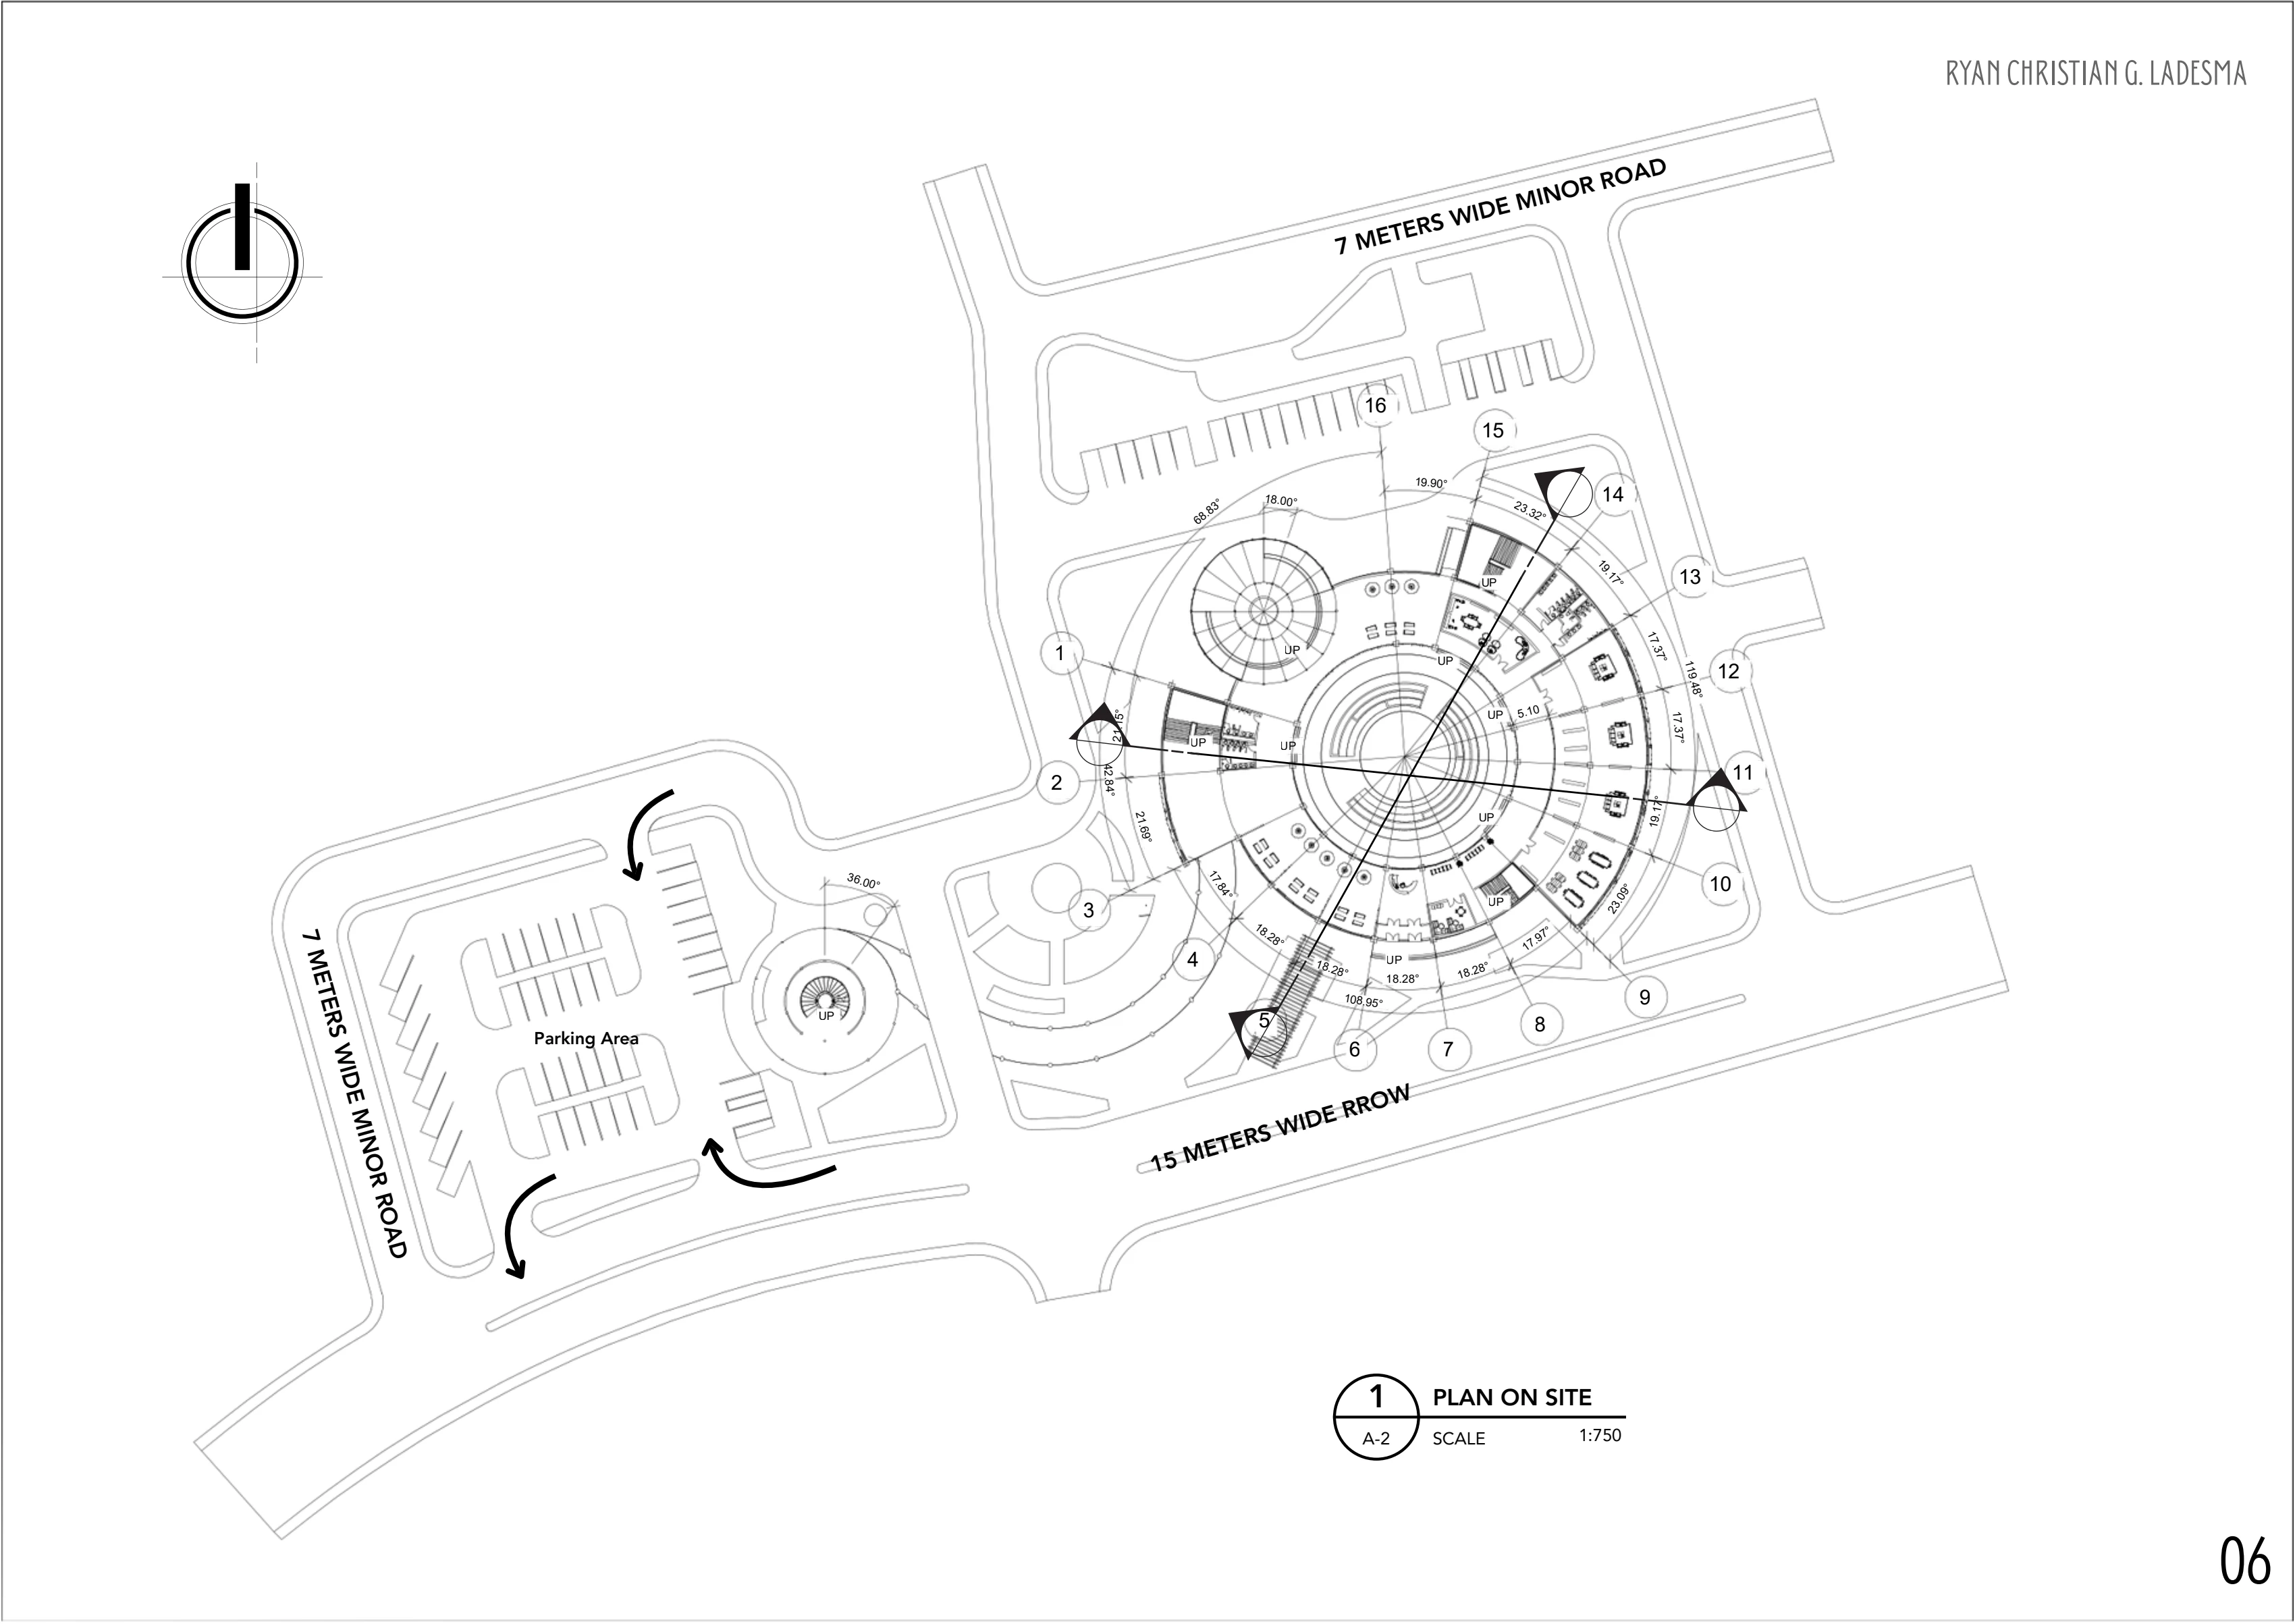 RYAN CHRISTIAN G. LADESMA
7 METERS WIDE MINOR ROAD
16
15
19.90°
14
68.83°
18.00°
23.32°
19.17°
13
UP
1
UP
UP
17.37°
12
119.48°
21.15°
UP
5.10
17.37°
UP
UP
2
42.84°
11
21.69°
UP
19.17°
36.00°
17.84°
10
3
UP
23.09°
18.28°
17.97°
4
UP
18.28°
18.28°
18.28°
9
108.95°
UP
5
8
6
7
Parking Area
7 METERS WIDE MINOR ROAD
15 METERS WIDE RROW
1
PLAN ON SITE
A-2
SCALE
1:750
06